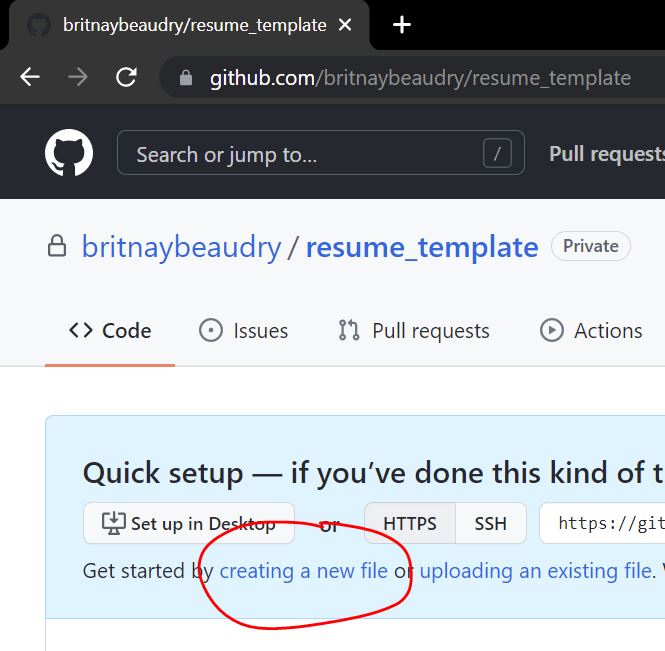 britnaybeaudry/resume_template
github.com/britnaybeaudry/resume_template
Search or jump to... / Pull requests
britnaybeaudry / resume_template Private
Code Issues Pull requests Actions
Quick setup — if you've done this kind of t
Set up in Desktop or HTTPS SSH https://git
Get started by creating a new file or uploading an existing file.